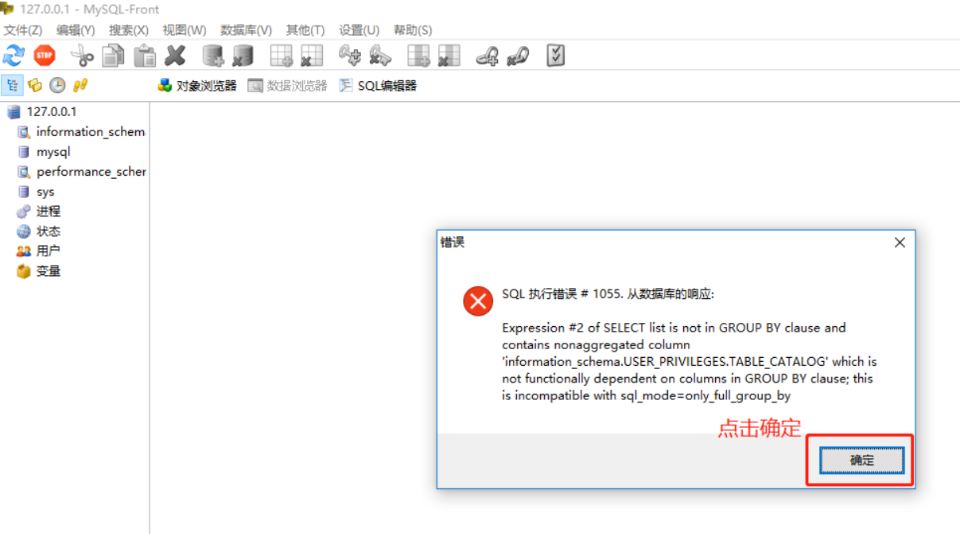 127.0.0.1 - MySQL-Front
文件(Z) 编辑(Y) 搜索(X) 视图(W) 数据库(V) 其他(T) 设置(U) 帮助(S)
STOP
对象浏览器 数据浏览器 SQL编辑器
127.0.0.1
information_schem
mysql
performance_scher
sys
进程
状态
用户
变量
错误
SQL 执行错误 # 1055. 从数据库的响应:
Expression #2 of SELECT list is not in GROUP BY clause and
contains nonaggregated column
'information_schema.USER_PRIVILEGES.TABLE_CATALOG' which is
not functionally dependent on columns in GROUP BY clause; this
is incompatible with sql_mode=only_full_group_by
点击确定
确定